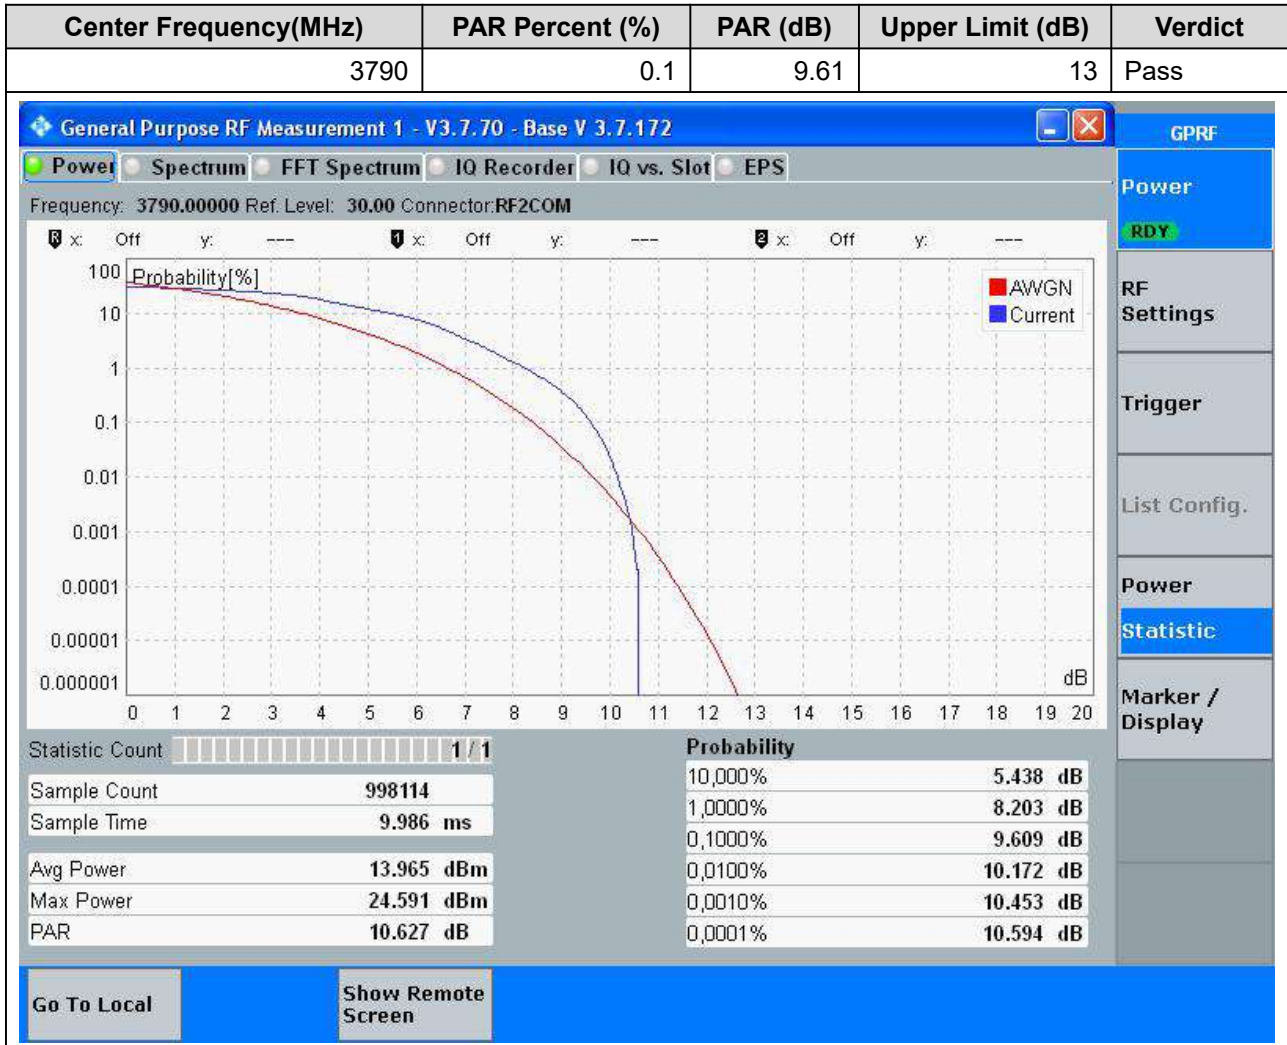 Center Frequency(MHz) PAR Percent (%) PAR (dB) Upper Limit (dB) Verdict
3790 0.1 9.61 13 Pass
General Purpose RF Measurement 1 - V3.7.70 - Base V 3.7.172
GPRF
Power Spectrum FFT Spectrum IQ Recorder IQ vs. Slot EPS
Power
RDY
Frequency: 3790.00000 Ref. Level: 30.00 Connector:RF2COM
R x: Off y: --- 1 x: Off y: --- 2 x: Off y: ---
Probability[%]
AWGN
Current
100
10
1
0.1
0.01
0.001
0.0001
0.00001
0.000001
dB
0 1 2 3 4 5 6 7 8 9 10 11 12 13 14 15 16 17 18 19 20
RF
Settings
Trigger
List Config.
Power
Statistic
Marker /
Display
Statistic Count 1 / 1
Sample Count 998114
Sample Time 9.986 ms
Avg Power 13.965 dBm
Max Power 24.591 dBm
PAR 10.627 dB
Probability
10,000% 5.438 dB
1,0000% 8.203 dB
0,1000% 9.609 dB
0,0100% 10.172 dB
0,0010% 10.453 dB
0,0001% 10.594 dB
Go To Local
Show Remote
Screen